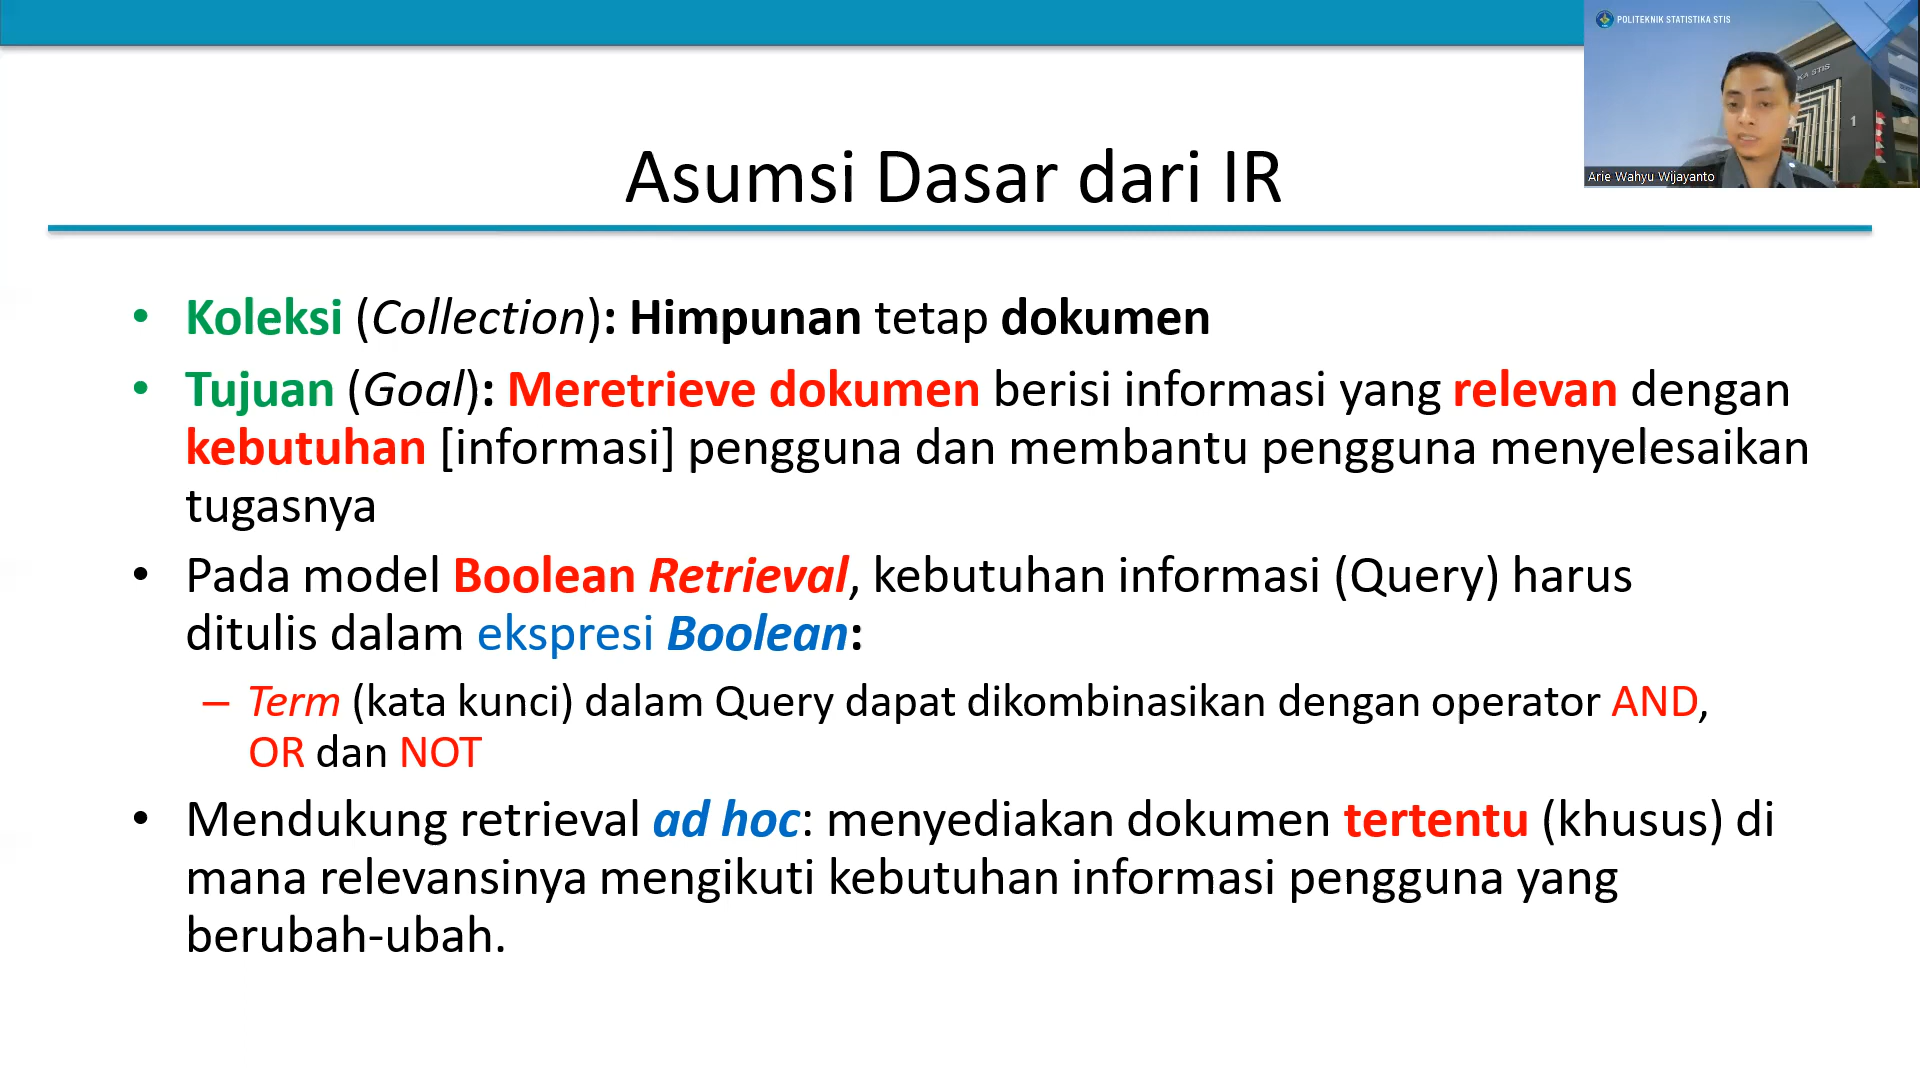 POLITEKNIK STATISTIKA STIS
KA STIS
1
Arie Wahyu Wijayanto
Asumsi Dasar dari IR
• Koleksi (Collection): Himpunan tetap dokumen
• Tujuan (Goal): Meretrieve dokumen berisi informasi yang relevan dengan
kebutuhan [informasi] pengguna dan membantu pengguna menyelesaikan
tugasnya
• Pada model Boolean Retrieval, kebutuhan informasi (Query) harus
ditulis dalam ekspresi Boolean:
– Term (kata kunci) dalam Query dapat dikombinasikan dengan operator AND,
OR dan NOT
• Mendukung retrieval ad hoc: menyediakan dokumen tertentu (khusus) di
mana relevansinya mengikuti kebutuhan informasi pengguna yang
berubah-ubah.